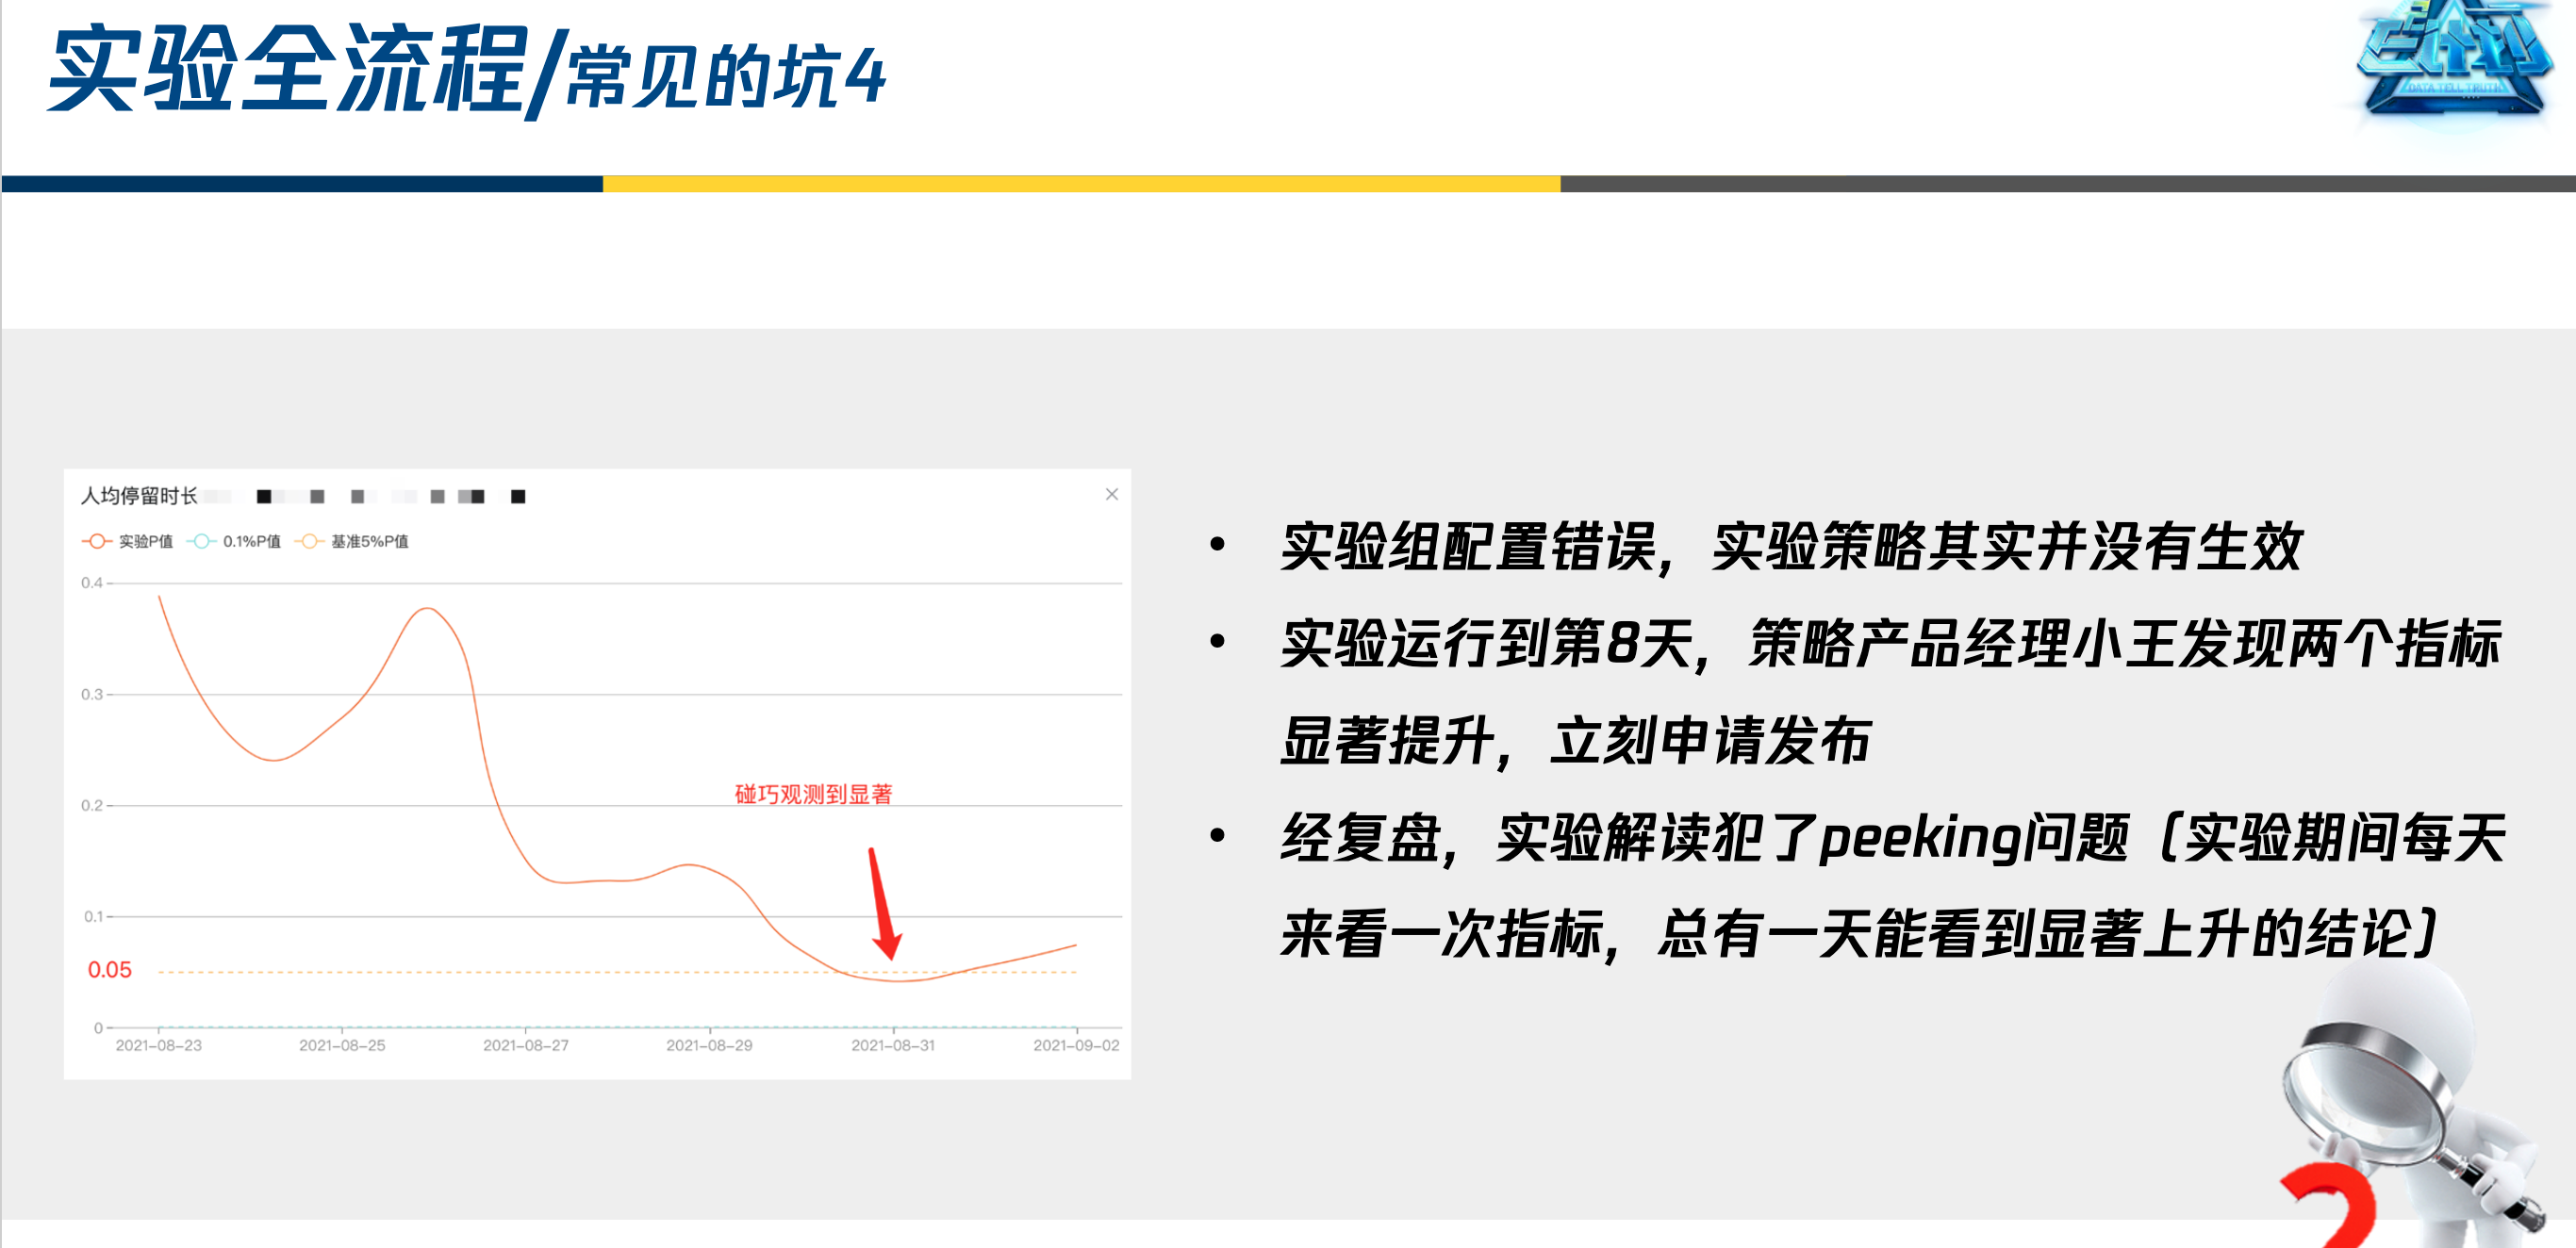 实验全流程/常见的坑4
DATA TELL TRUTH
人均停留时长
实验P值 0.1%P值 基准5%P值
0.4
0.3
0.2
0.1
0.05
0
碰巧观测到显著
2021-08-23 2021-08-25 2021-08-27 2021-08-29 2021-08-31 2021-09-02
• 实验组配置错误，实验策略其实并没有生效
• 实验运行到第8天，策略产品经理小王发现两个指标
显著提升，立刻申请发布
• 经复盘，实验解读犯了peeking问题（实验期间每天
来看一次指标，总有一天能看到显著上升的结论）